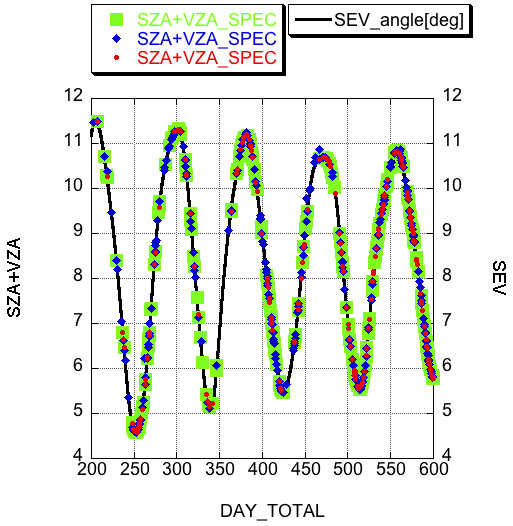 SZA+VZA_SPEC
SZA+VZA_SPEC
SZA+VZA_SPEC
SEV_angle[deg]
12
11
10
9
8
7
6
5
4
12
11
10
9
8
7
6
5
4
SZA+VZA
SEV
200 250 300 350 400 450 500 550 600
DAY_TOTAL